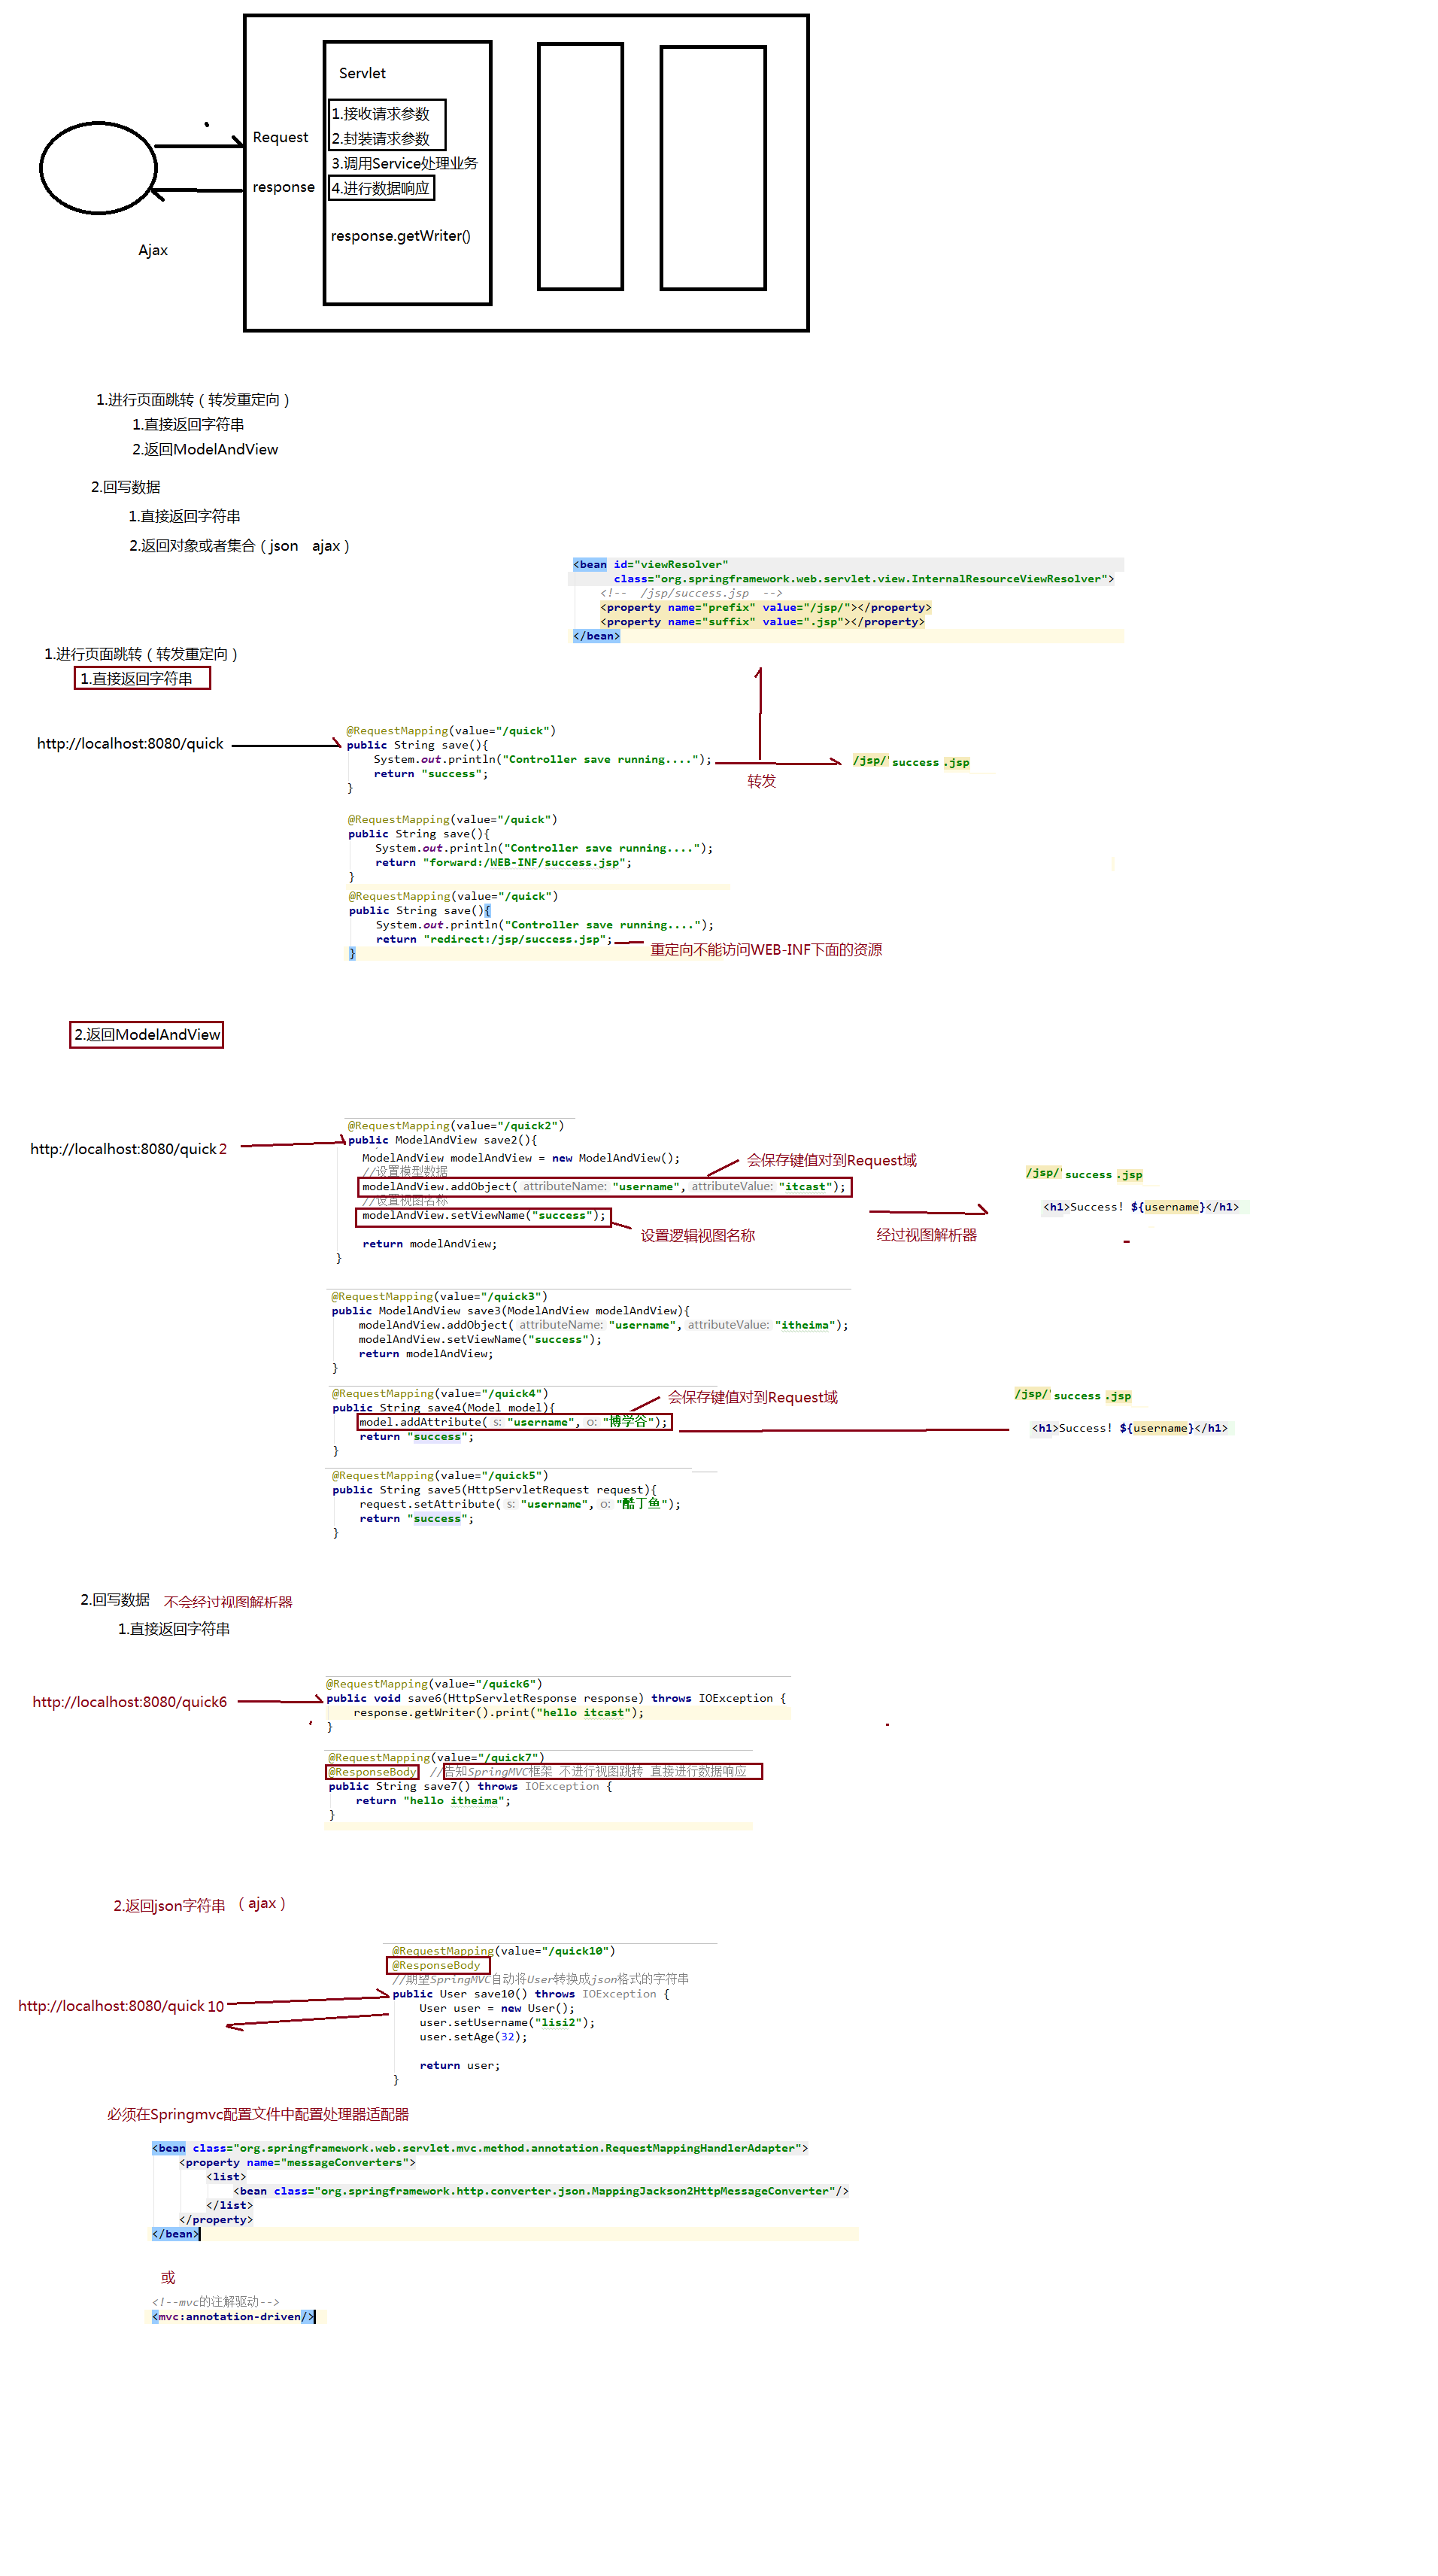 Servlet
1.接收请求参数
2.封装请求参数
3.调用Service处理业务
4.进行数据响应
response.getWriter()
Request
response
Ajax
1.进行页面跳转（转发重定向）
1.直接返回字符串
2.返回ModelAndView
2.回写数据
1.直接返回字符串
2.返回对象或者集合（json ajax）
<bean id="viewResolver"
class="org.springframework.web.servlet.view.InternalResourceViewResolver">
<!-- /jsp/success.jsp -->
<property name="prefix" value="/jsp/"></property>
<property name="suffix" value=".jsp"></property>
</bean>
1.进行页面跳转（转发重定向）
1.直接返回字符串
http://localhost:8080/quick
@RequestMapping(value="/quick")
public String save(){
System.out.println("Controller save running....");
return "success";
}
转发
/jsp/ success .jsp
@RequestMapping(value="/quick")
public String save(){
System.out.println("Controller save running....");
return "forward:/WEB-INF/success.jsp";
}
@RequestMapping(value="/quick")
public String save(){
System.out.println("Controller save running....");
return "redirect:/jsp/success.jsp";
}
重定向不能访问WEB-INF下面的资源
2.返回ModelAndView
http://localhost:8080/quick2
@RequestMapping(value="/quick2")
public ModelAndView save2(){
ModelAndView modelAndView = new ModelAndView();
//设置模型数据
modelAndView.addObject( attributeName: "username", attributeValue: "itcast");
//设置视图名称
modelAndView.setViewName("success");
return modelAndView;
}
会保存键值对到Request域
设置逻辑视图名称
经过视图解析器
/jsp/' success .jsp
<h1>Success! ${username}</h1>
@RequestMapping(value="/quick3")
public ModelAndView save3(ModelAndView modelAndView){
modelAndView.addObject( attributeName: "username", attributeValue: "itheima");
modelAndView.setViewName("success");
return modelAndView;
}
@RequestMapping(value="/quick4")
public String save4(Model model){
model.addAttribute( s: "username", o: "博学谷");
return "success";
}
会保存键值对到Request域
/jsp/' success .jsp
<h1>Success! ${username}</h1>
@RequestMapping(value="/quick5")
public String save5(HttpServletRequest request){
request.setAttribute( s: "username", o: "酷丁鱼");
return "success";
}
2.回写数据 不会经过视图解析器
1.直接返回字符串
http://localhost:8080/quick6
@RequestMapping(value="/quick6")
public void save6(HttpServletResponse response) throws IOException {
response.getWriter().print("hello itcast");
}
@RequestMapping(value="/quick7")
@ResponseBody //告知SpringMVC框架 不进行视图跳转 直接进行数据响应
public String save7() throws IOException {
return "hello itheima";
}
2.返回json字符串 （ajax）
http://localhost:8080/quick10
@RequestMapping(value="/quick10")
@ResponseBody
//期望SpringMVC自动将User转换成json格式的字符串
public User save10() throws IOException {
User user = new User();
user.setUsername("lisi2");
user.setAge(32);
return user;
}
必须在Springmvc配置文件中配置处理器适配器
<bean class="org.springframework.web.servlet.mvc.method.annotation.RequestMappingHandlerAdapter">
<property name="messageConverters">
<list>
<bean class="org.springframework.http.converter.json.MappingJackson2HttpMessageConverter"/>
</list>
</property>
</bean>
或
<!--mvc的注解驱动-->
<mvc:annotation-driven/>